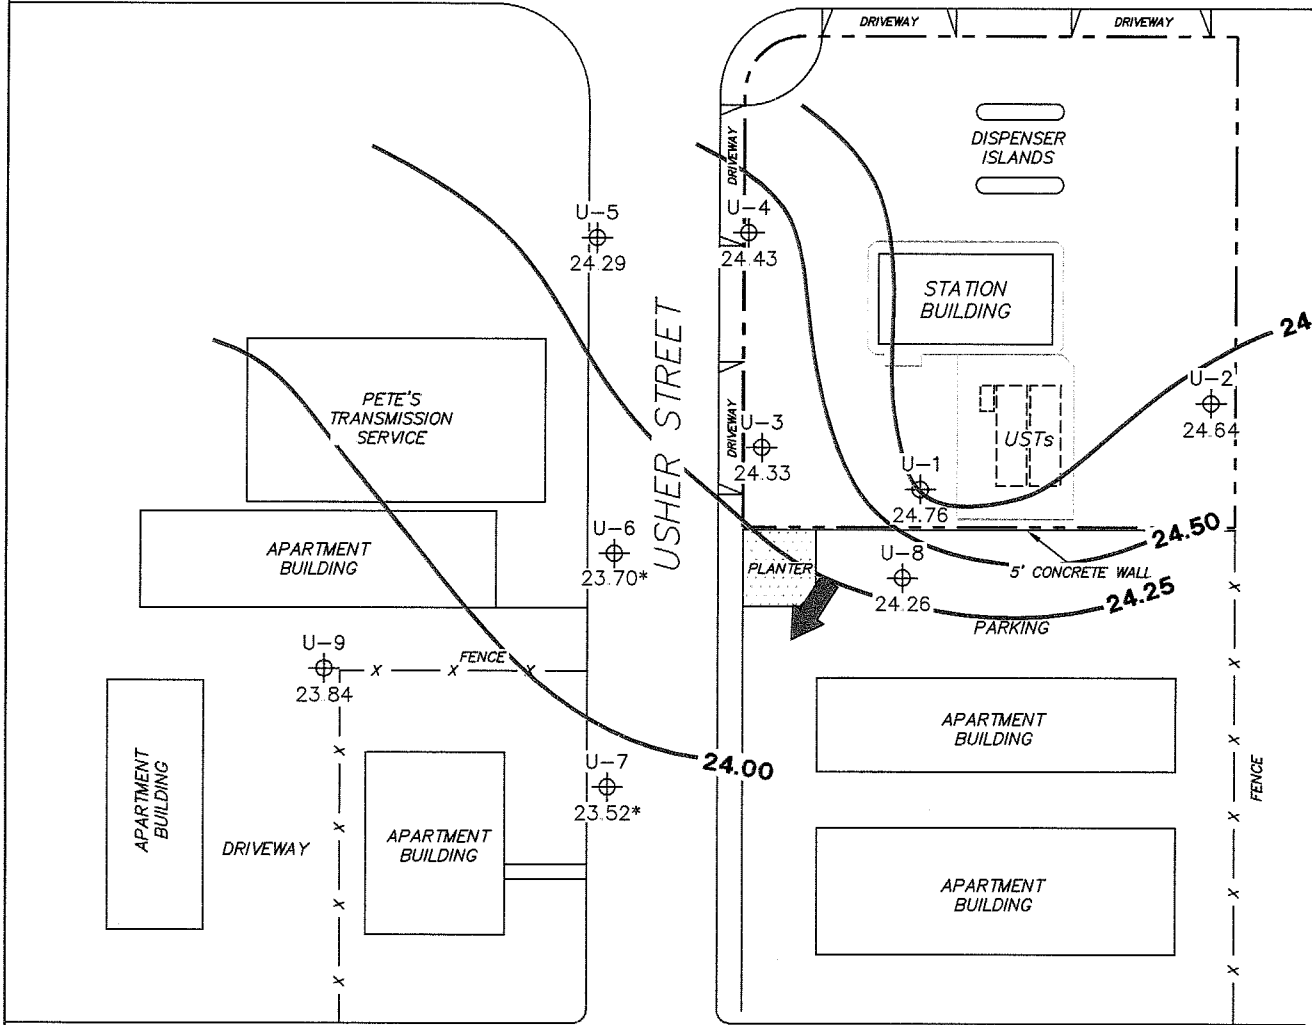 DRIVEWAY
DRIVEWAY
DISPENSER
ISLANDS
DRIVEWAY
U-5
24.29
U-4
24.43
STATION
BUILDING
24.
USHER STREET
PETE'S
TRANSMISSION
SERVICE
U-2
24.64
DRIVEWAY
U-3
24.33
USTs
U-1
24.76
APARTMENT
BUILDING
U-6
23.70*
PLANTER
U-8
24.26
24.50
5' CONCRETE WALL
24.25
PARKING
U-9
23.84
FENCE
X
X
X
X
X
X
X
X
X
X
X
X
X
X
APARTMENT
BUILDING
24.00
U-7
23.52*
APARTMENT
BUILDING
DRIVEWAY
APARTMENT
BUILDING
FENCE
APARTMENT
BUILDING